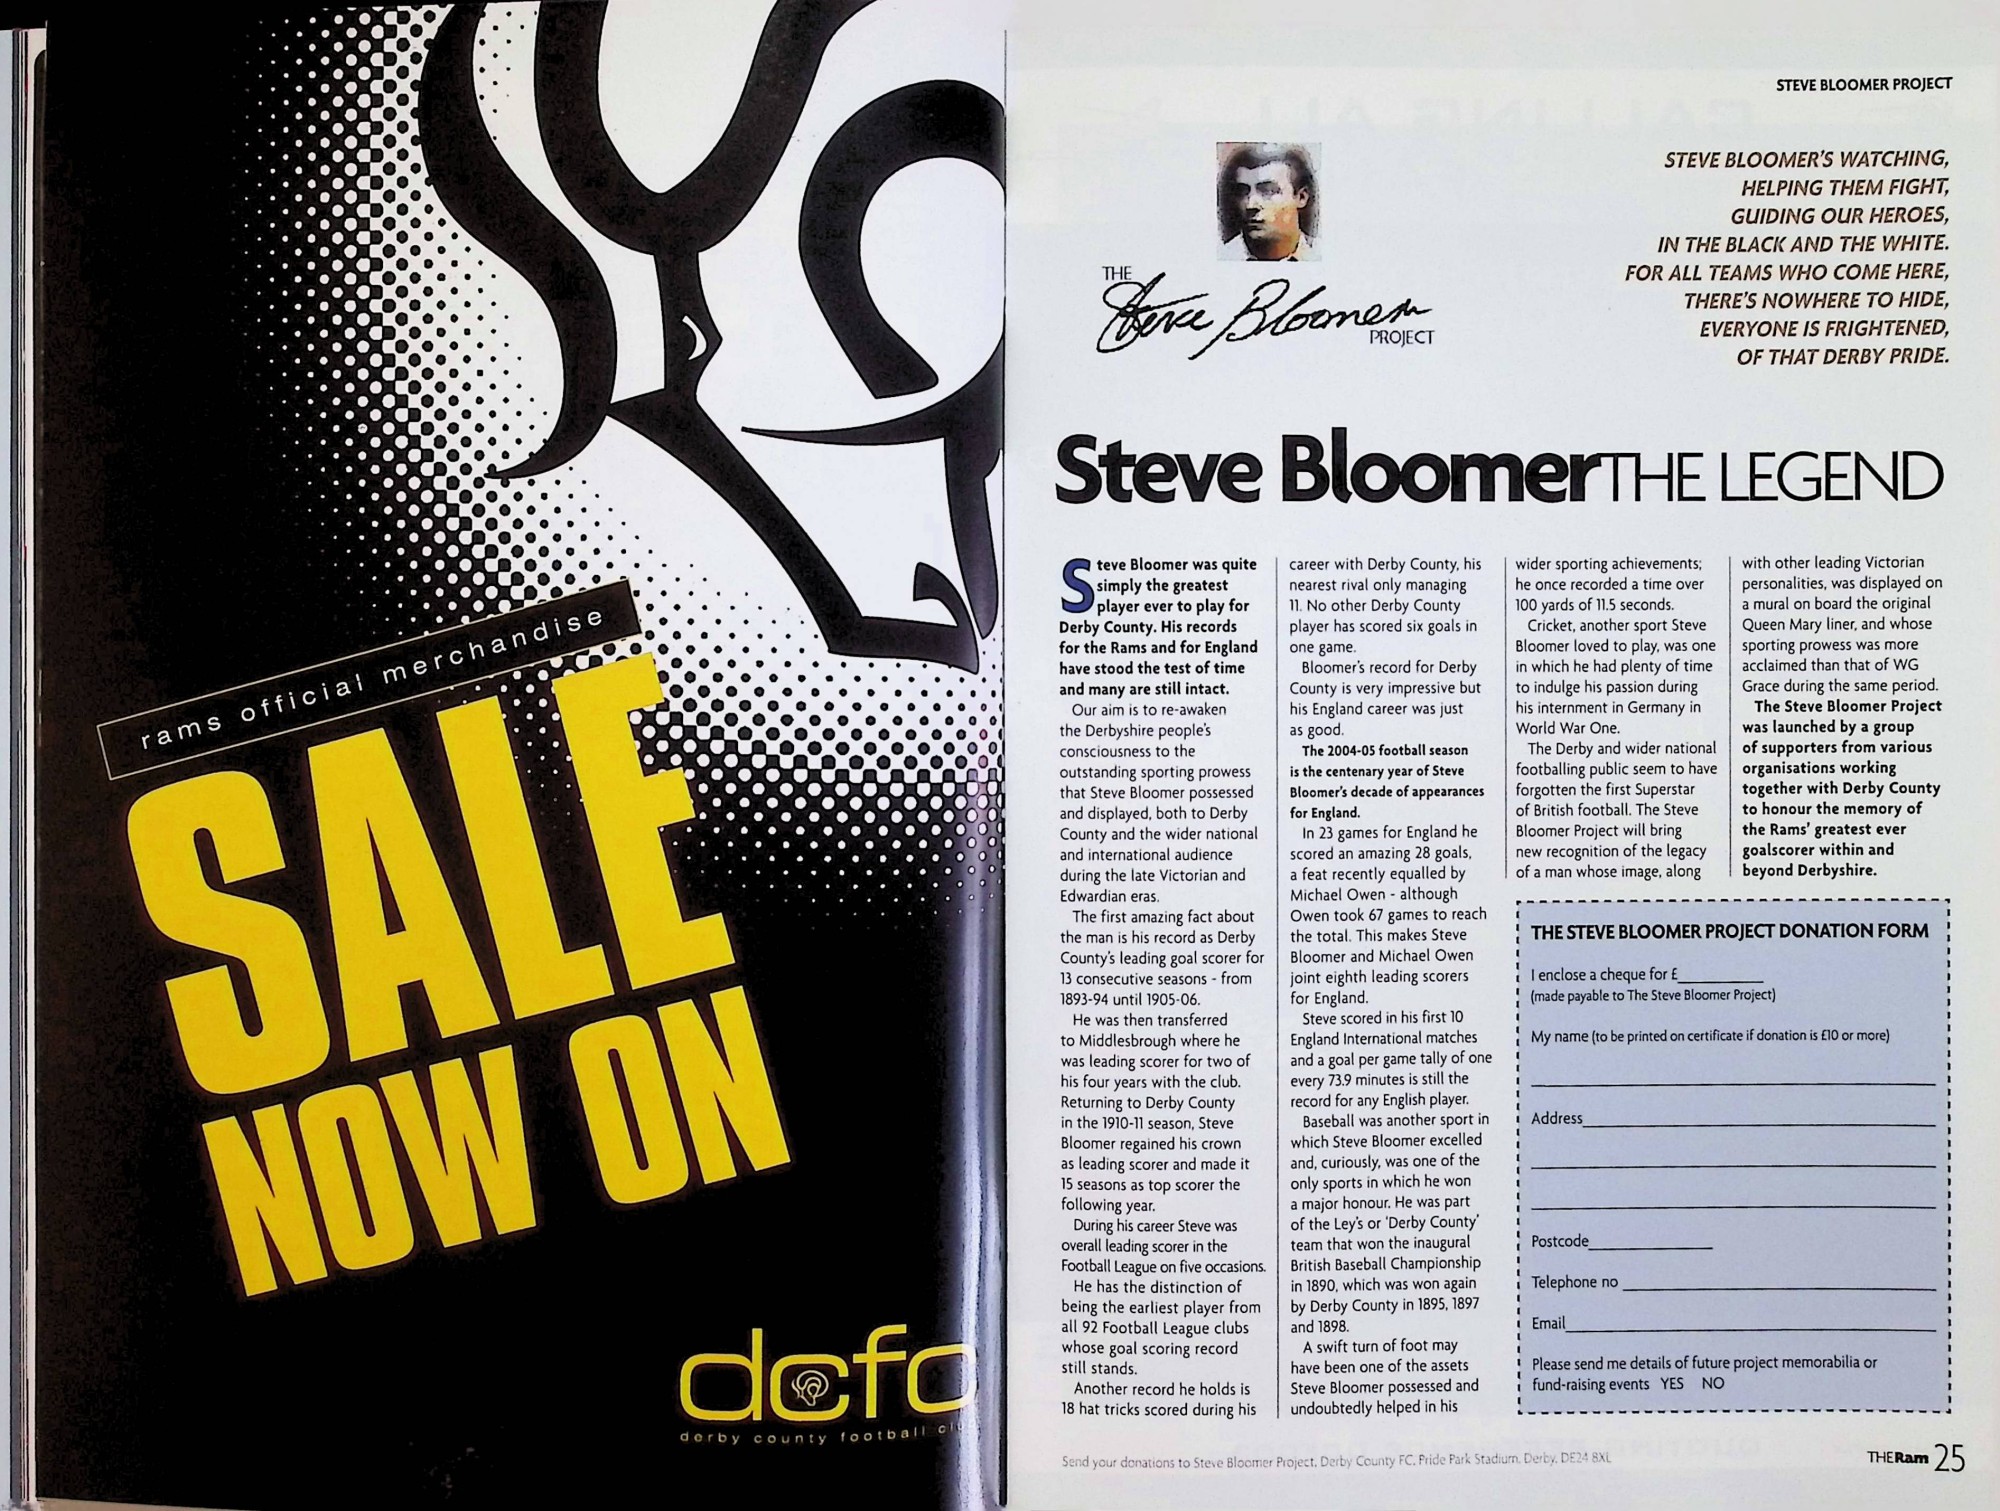 rams official merchandise
SALE
NOW ON
dcfc
derby county football
STEVE BLOOMER PROJECT
THE
Steve Bloomer
PROJECT
STEVE BLOOMER'S WATCHING,
HELPING THEM FIGHT,
GUIDING OUR HEROES,
IN THE BLACK AND THE WHITE.
FOR ALL TEAMS WHO COME HERE,
THERE'S NOWHERE TO HIDE,
EVERYONE IS FRIGHTENED,
OF THAT DERBY PRIDE.
Steve Bloomer THE LEGEND
Steve Bloomer was quite
simply the greatest
player ever to play for
Derby County. His records
for the Rams and for England
have stood the test of time
and many are still intact.
Our aim is to re-awaken
the Derbyshire people's
consciousness to the
outstanding sporting prowess
that Steve Bloomer possessed
and displayed, both to Derby
County and the wider national
and international audience
during the late Victorian and
Edwardian eras.
The first amazing fact about
the man is his record as Derby
County's leading goal scorer for
13 consecutive seasons - from
1893-94 until 1905-06.
He was then transferred
to Middlesbrough where he
was leading scorer for two of
his four years with the club.
Returning to Derby County
in the 1910-11 season, Steve
Bloomer regained his crown
as leading scorer and made it
15 seasons as top scorer the
following year.
During his career Steve was
overall leading scorer in the
Football League on five occasions.
He has the distinction of
being the earliest player from
all 92 Football League clubs
whose goal scoring record
still stands.
Another record he holds is
18 hat tricks scored during his
career with Derby County, his
nearest rival only managing
11. No other Derby County
player has scored six goals in
one game.
Bloomer's record for Derby
County is very impressive but
his England career was just
as good.
The 2004-05 football season
is the centenary year of Steve
Bloomer's decade of appearances
for England.
In 23 games for England he
scored an amazing 28 goals,
a feat recently equalled by
Michael Owen - although
Owen took 67 games to reach
the total. This makes Steve
Bloomer and Michael Owen
joint eighth leading scorers
for England.
Steve scored in his first 10
England International matches
and a goal per game tally of one
every 73.9 minutes is still the
record for any English player.
Baseball was another sport in
which Steve Bloomer excelled
and, curiously, was one of the
only sports in which he won
a major honour. He was part
of the Ley's or 'Derby County'
team that won the inaugural
British Baseball Championship
in 1890, which was won again
by Derby County in 1895, 1897
and 1898.
A swift turn of foot may
have been one of the assets
Steve Bloomer possessed and
undoubtedly helped in his
wider sporting achievements;
he once recorded a time over
100 yards of 11.5 seconds.
Cricket, another sport Steve
Bloomer loved to play, was one
in which he had plenty of time
to indulge his passion during
his internment in Germany in
World War One.
The Derby and wider national
footballing public seem to have
forgotten the first Superstar
of British football. The Steve
Bloomer Project will bring
new recognition of the legacy
of a man whose image, along
with other leading Victorian
personalities, was displayed on
a mural on board the original
Queen Mary liner, and whose
sporting prowess was more
acclaimed than that of WG
Grace during the same period.
The Steve Bloomer Project
was launched by a group
of supporters from various
organisations working
together with Derby County
to honour the memory of
the Rams' greatest ever
goalscorer within and
beyond Derbyshire.
THE STEVE BLOOMER PROJECT DONATION FORM
I enclose a cheque for £
(made payable to The Steve Bloomer Project)
My name (to be printed on certificate if donation is £10 or more)
Address
Postcode
Telephone no
Email
Please send me details of future project memorabilia or
fund-raising events YES NO
Send your donations to Steve Bloomer Project, Derby County FC, Pride Park Stadium, Derby, DE24 8XL
THE Ram 25